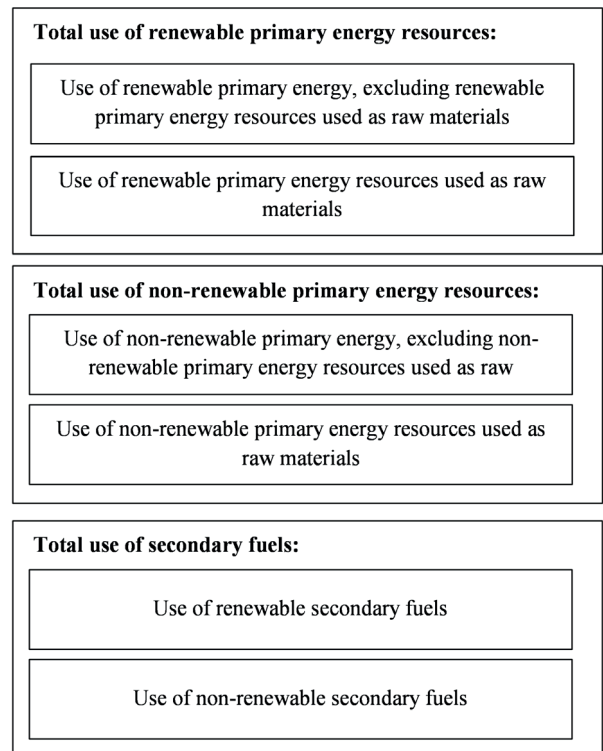 Total use of renewable primary energy resources:
Use of renewable primary energy, excluding renewable
primary energy resources used as raw materials
Use of renewable primary energy resources used as raw
materials
Total use of non-renewable primary energy resources:
Use of non-renewable primary energy, excluding non-
renewable primary energy resources used as raw
Use of non-renewable primary energy resources used as
raw materials
Total use of secondary fuels:
Use of renewable secondary fuels
Use of non-renewable secondary fuels